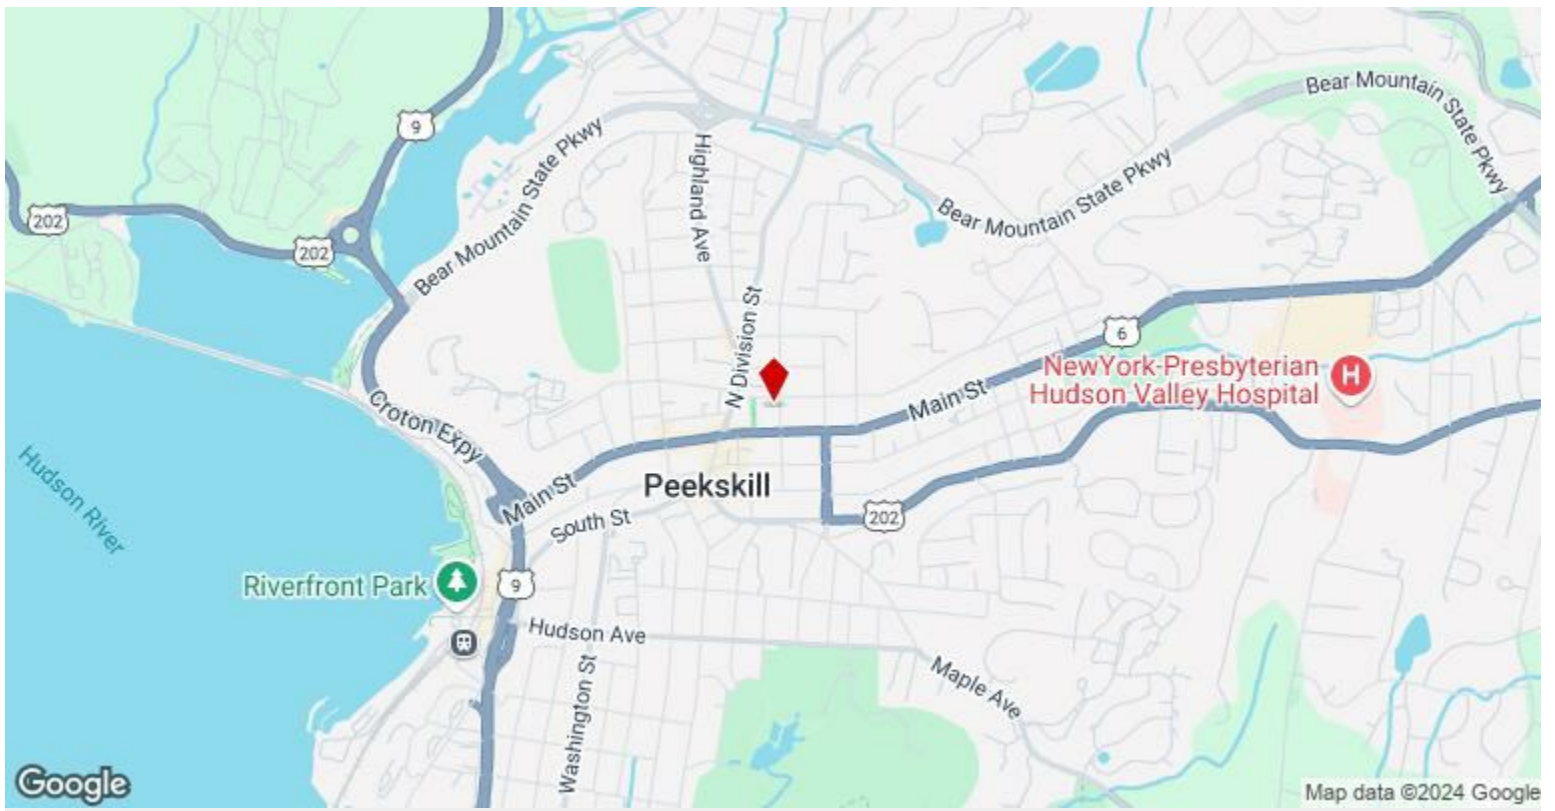 9
202
202
Bear Mountain State Pkwy
Highland Ave
Bear Mountain State Pkwy
Bear Mountain State Pkwy
N Division St
6
Main St
NewYork-Presbyterian
Hudson Valley Hospital
H
Croton Expy
Hudson River
Main St
Peekskill
South St
202
Riverfront Park
9
Hudson Ave
Washington St
Maple Ave
Google
Map data ©2024 Google